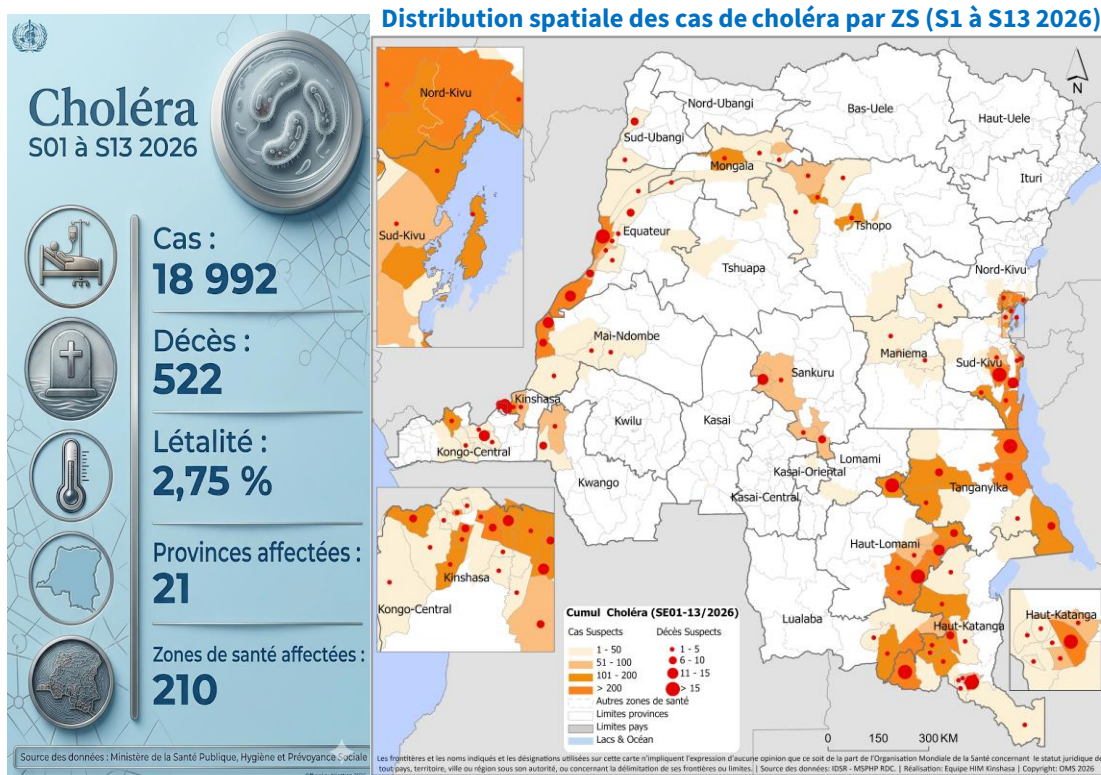 Distribution spatiale des cas de choléra par ZS (S1 à S13 2026)
Choléra
S01 à S13 2026
Cas :
18 992
Décès :
522
Létalité :
2,75 %
Provinces affectées :
21
Zones de santé affectées :
210
Source des données : Ministère de la Santé Publique, Hygiène et Prévoyance Sociale
Nord-Kivu
Sud-Kivu
N
Nord-Ubangi
Bas-Uele
Haut-Uele
Sud-Ubangi
Mongala
Ituri
Equateur
Tshopo
Tshuapa
Nord-Kivu
Mai-Ndombe
Maniema
Sud-Kivu
Sankuru
Kinshasa
Kwilu
Kasai
Kongo-Central
Lomami
Kasai-Oriental
Kwango
Kasai-Central
Tanganyika
Haut-Lomami
Kinshasa
Kongo-Central
Lualaba
Haut-Katanga
Haut-Katanga
Cumul Choléra (SE01-13/2026)
Cas Suspects
Décès Suspects
1 - 50
1 - 5
51 - 100
6 - 10
101 - 200
11 - 15
> 200
> 15
Autres zones de santé
Limites provinces
Limites pays
Lacs & Océan
0 150 300 KM
Les frontières et les noms indiqués et les désignations utilisées sur cette carte n'impliquent l'expression d'aucune opinion que ce soit de la part de l'Organisation Mondiale de la Santé concernant le statut juridique de
tout pays, territoire, ville ou région sous son autorité, ou concernant la délimitation de ses frontières ou limites. | Source des données: IDSR - MSPHP RDC. | Réalisation: Equipe HIM Kinshasa | Copyright: OMS 2026